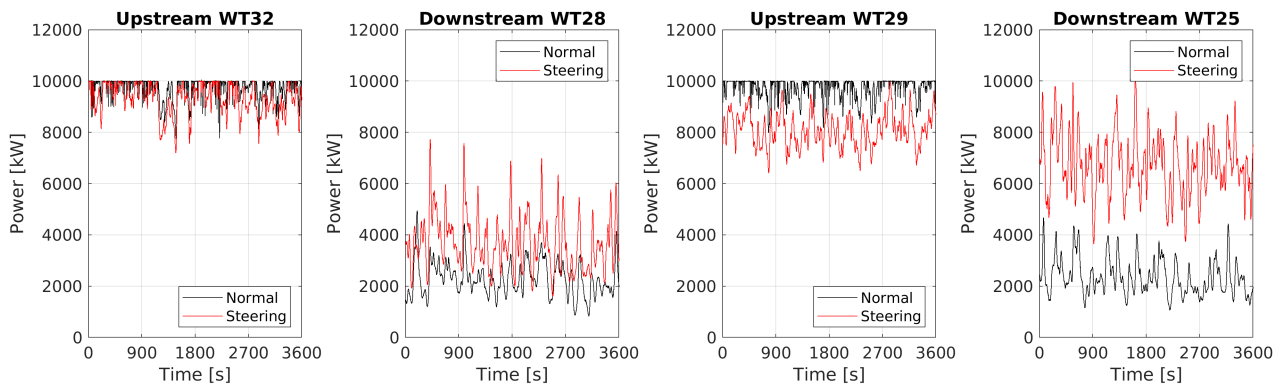 Upstream WT32
12000
10000
8000
6000
4000
2000
0
Power [kW]
Normal
Steering
0 900 1800 2700 3600
Time [s]
Downstream WT28
12000
10000
8000
6000
4000
2000
0
Power [kW]
Normal
Steering
0 900 1800 2700 3600
Time [s]
Upstream WT29
12000
10000
8000
6000
4000
2000
0
Power [kW]
Normal
Steering
0 900 1800 2700 3600
Time [s]
Downstream WT25
12000
10000
8000
6000
4000
2000
0
Power [kW]
Normal
Steering
0 900 1800 2700 3600
Time [s]